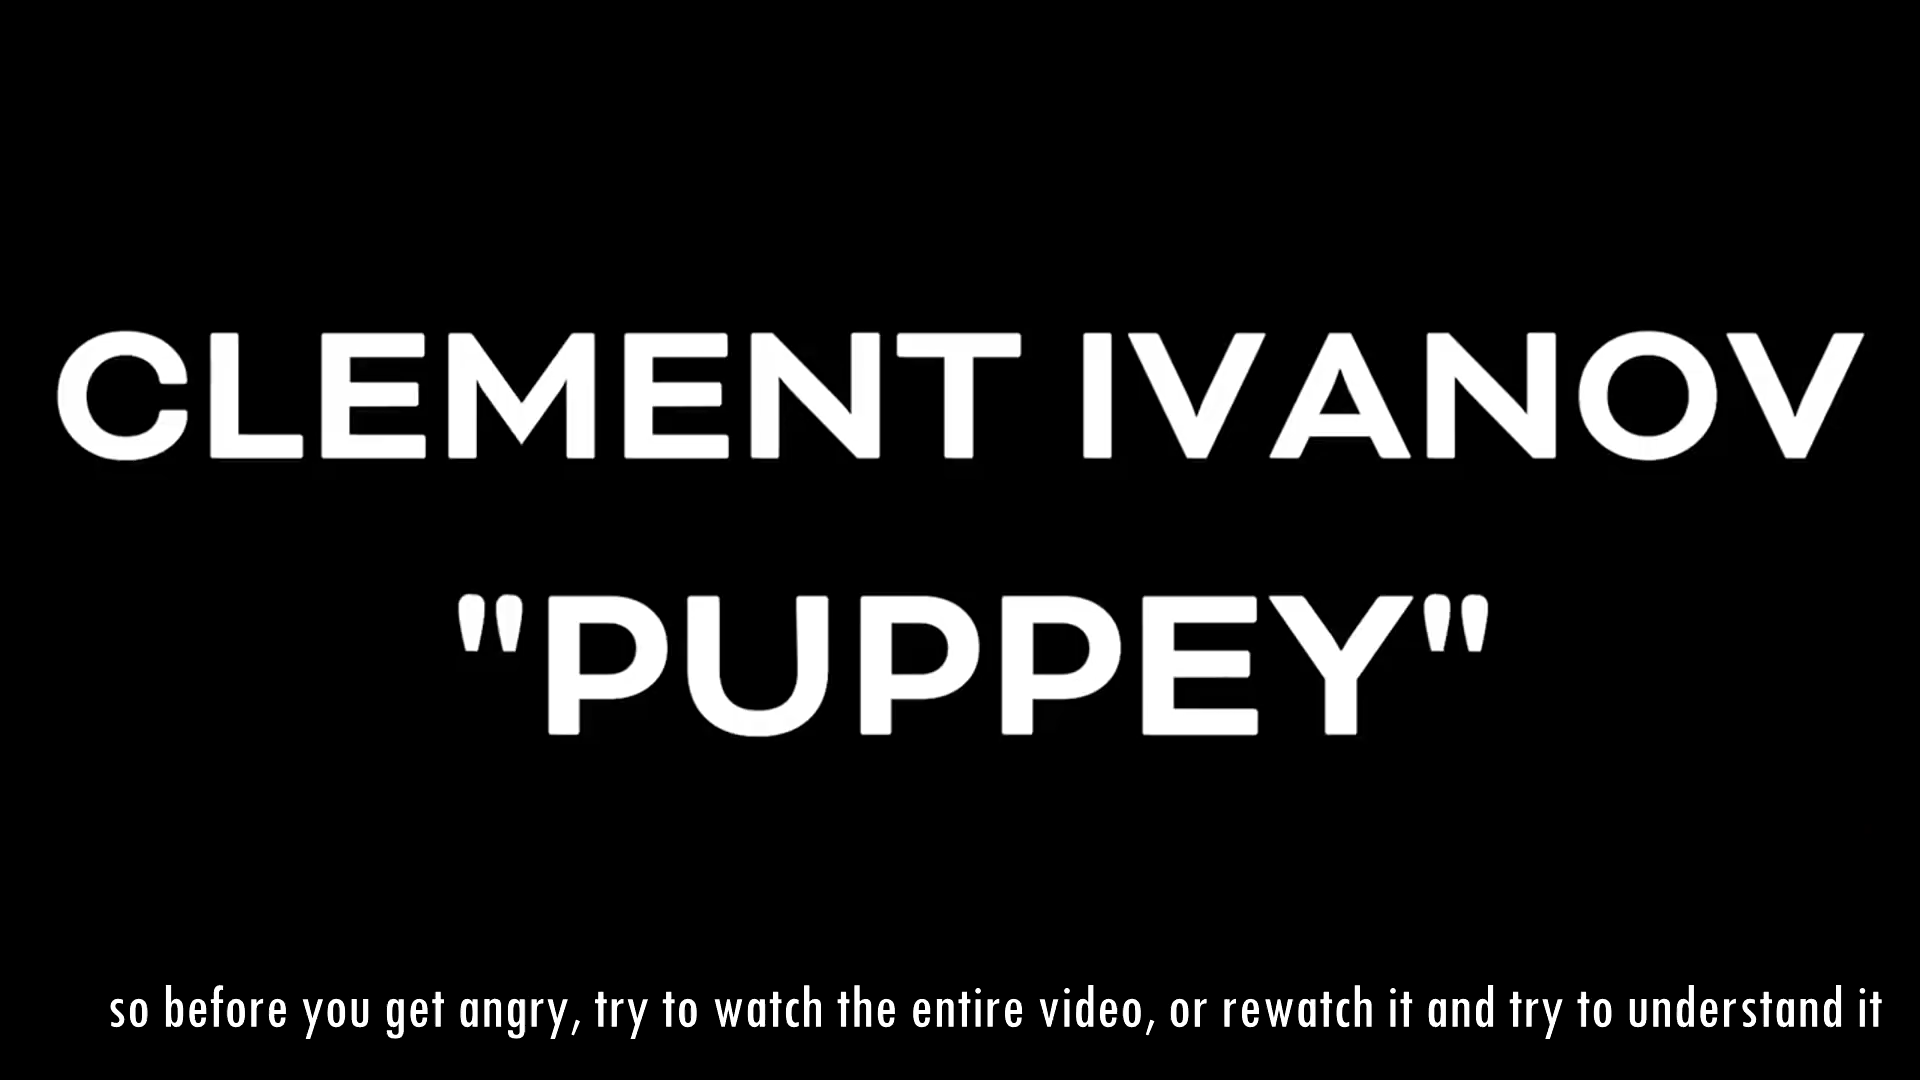 CLEMENT IVANOV
"PUPPEY"
so before you get angry, try to watch the entire video, or rewatch it and try to understand it